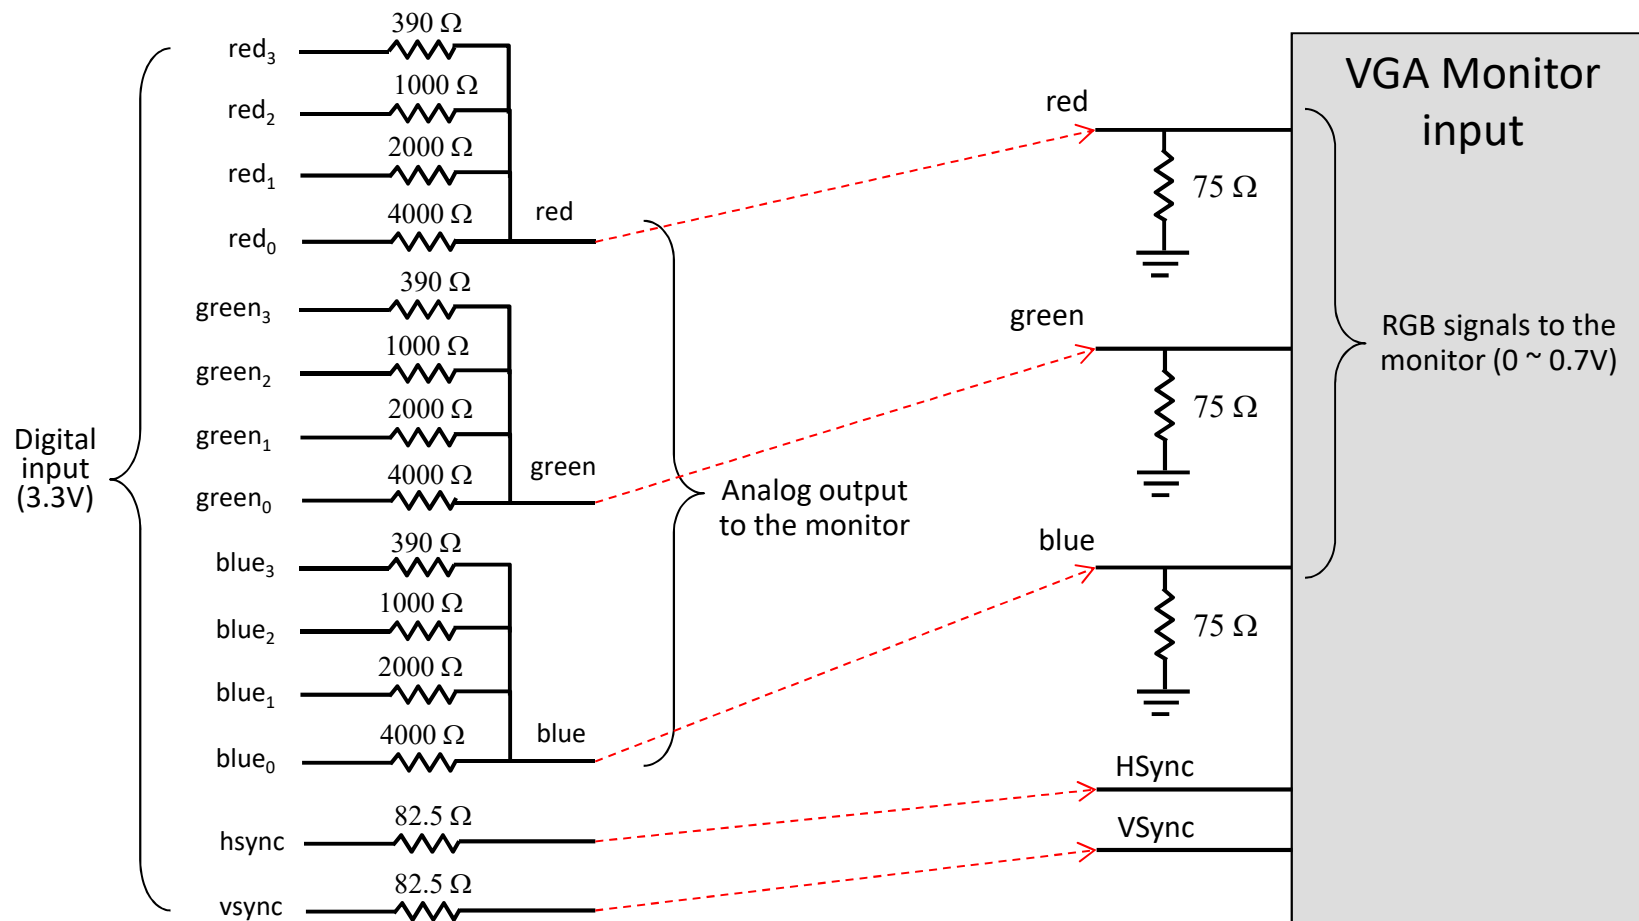 Digital
input
(3.3V)
red₃
390 Ω
red₂
1000 Ω
red₁
2000 Ω
red₀
4000 Ω
red
green₃
390 Ω
green₂
1000 Ω
green₁
2000 Ω
green₀
4000 Ω
green
blue₃
390 Ω
blue₂
1000 Ω
blue₁
2000 Ω
blue₀
4000 Ω
blue
hsync
82.5 Ω
vsync
82.5 Ω
Analog output
to the monitor
red
75 Ω
green
75 Ω
blue
75 Ω
HSync
VSync
VGA Monitor
input
RGB signals to the
monitor (0 ~ 0.7V)